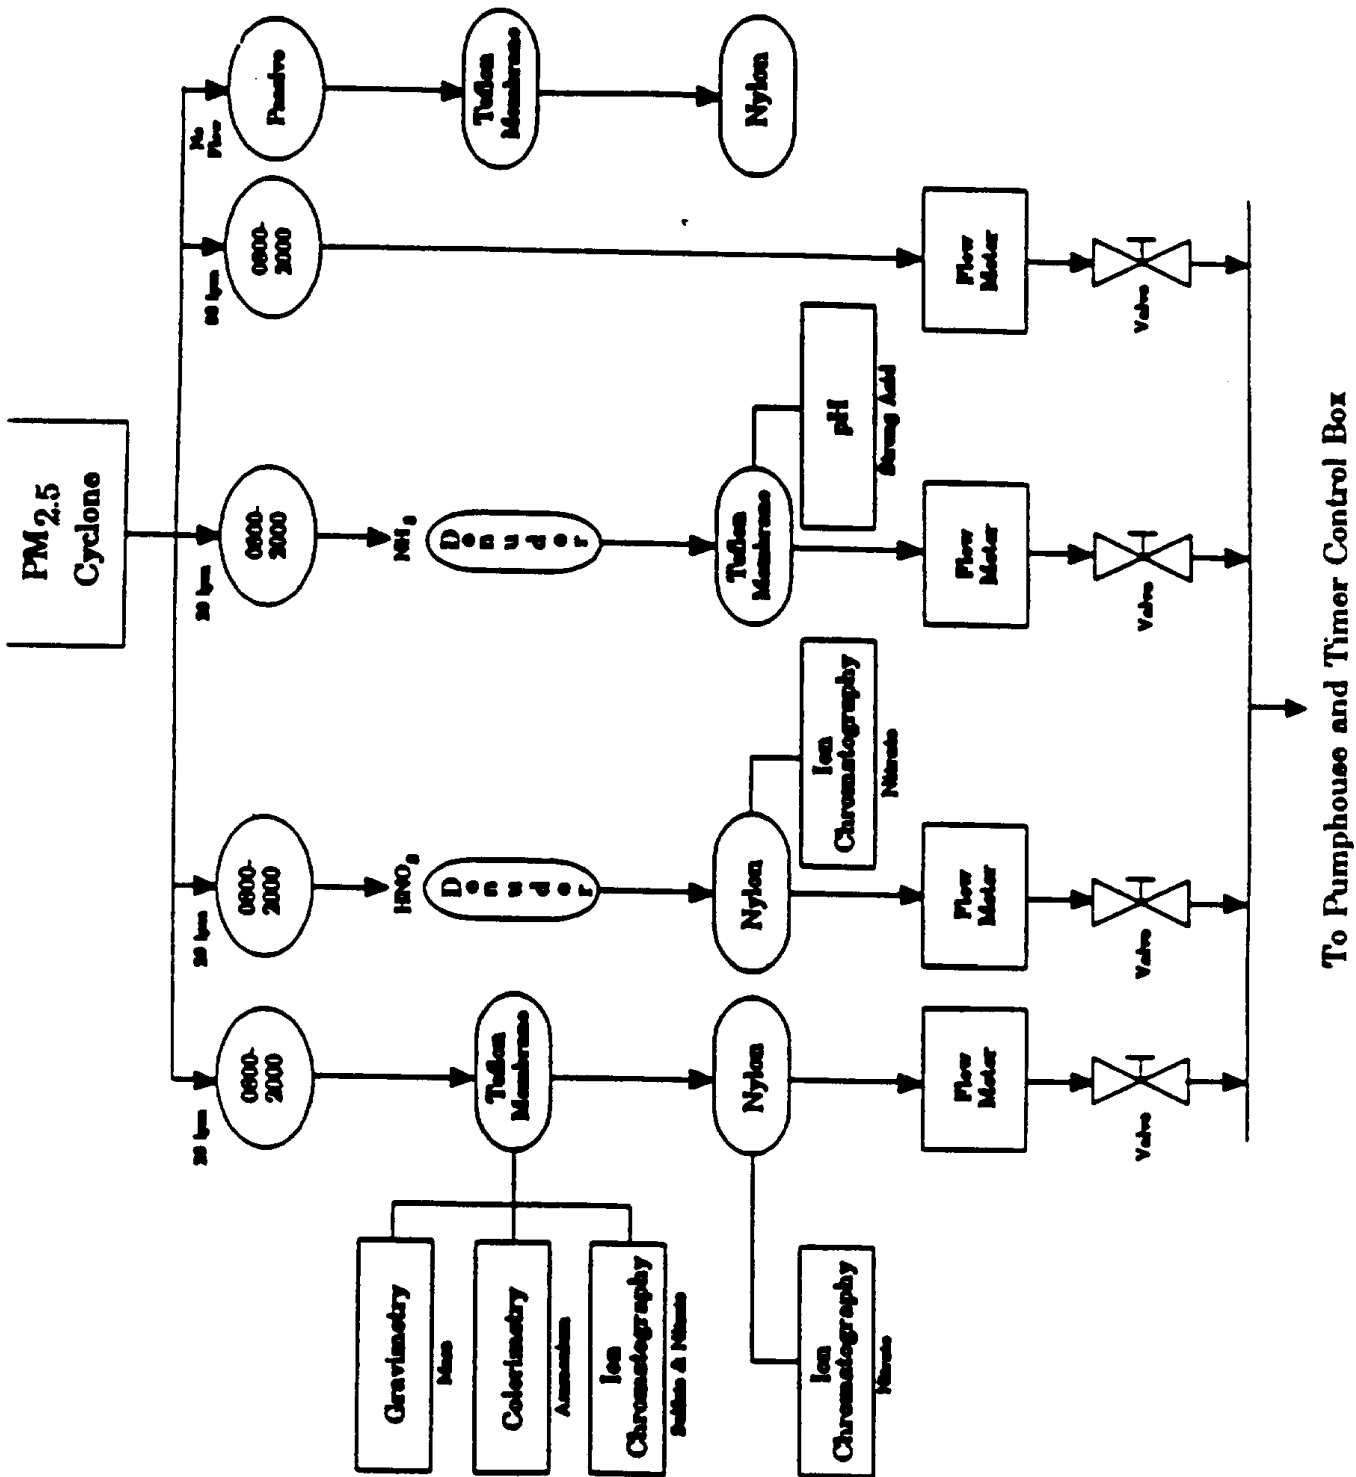 PM2.5
Cyclone
20 lpm
20 lpm
20 lpm
No
Flow
0800-
2000
0800-
2000
0800-
2000
0800-
2000
Passive
HNO3
NH3
Denuder
Denuder
Teflon
Membrane
Teflon
Membrane
Gravimetry
Mass
Colorimetry
Ammonium
Ion
Chromatography
Sulfate & Nitrate
Nylon
Nylon
Teflon
Membrane
Nylon
Ion
Chromatography
Nitrate
Ion
Chromatography
Nitrate
pH
Strong Acid
Flow
Meter
Flow
Meter
Flow
Meter
Flow
Meter
Valve
Valve
Valve
Valve
To Pumphouse and Timer Control Box